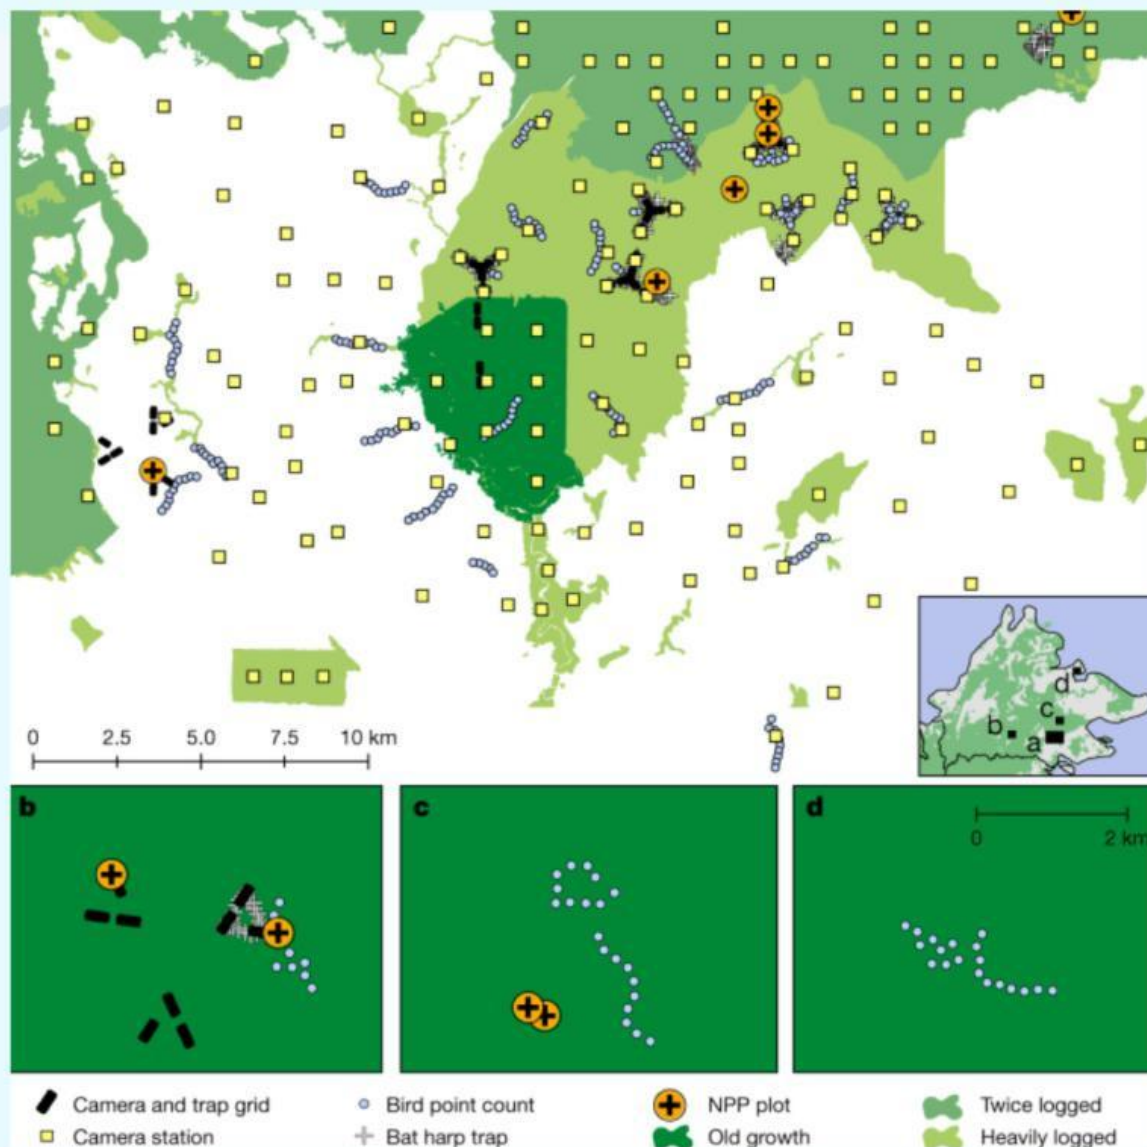 0 2.5 5.0 7.5 10 km
d
c
b
a
b c d
0 2 km
Camera and trap grid Bird point count NPP plot Twice logged
Camera station Bat harp trap Old growth Heavily logged